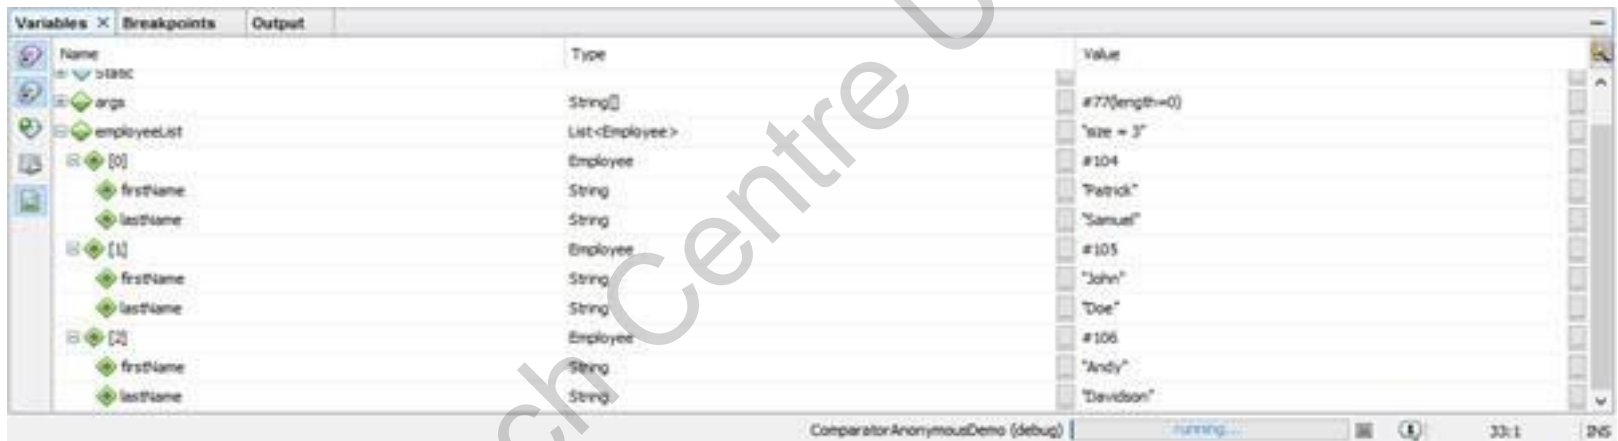 Variables × Breakpoints Output
Name Type Value
Static
args String[] #77(length=0)
employeeList List<Employee> "size = 3"
[0] Employee #104
firstName String "Patrick"
lastName String "Samuel"
[1] Employee #105
firstName String "John"
lastName String "Doe"
[2] Employee #106
firstName String "Andy"
lastName String "Davidson"
ComparatorAnonymousDemo (debug) running... 33:1 INS
Centre